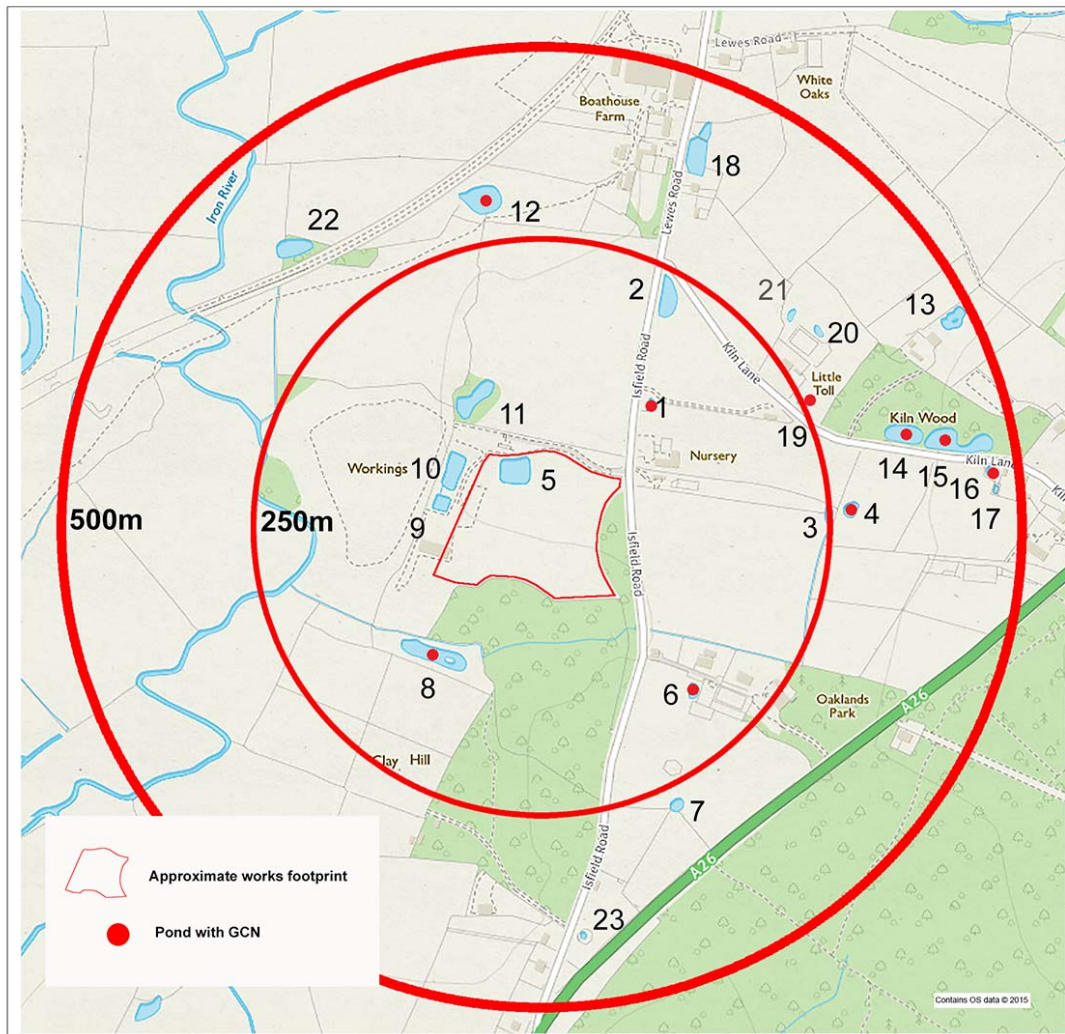 Lewes Road
White
Oaks
Boathouse
Farm
18
Iron River
Lewes Road
12
22
2
21
20
13
Kiln Lane
Isfield Road
Little
Toll
1
11
Kiln Wood
19
14
15
Kiln Lane
Nursery
Workings
10
5
16
17
500m
250m
9
3
4
Isfield Road
8
6
Oaklands
Park
A26
Clay Hill
7
Isfield Road
A26
23
Approximate works footprint
Pond with GCN
Contains OS data © 2015